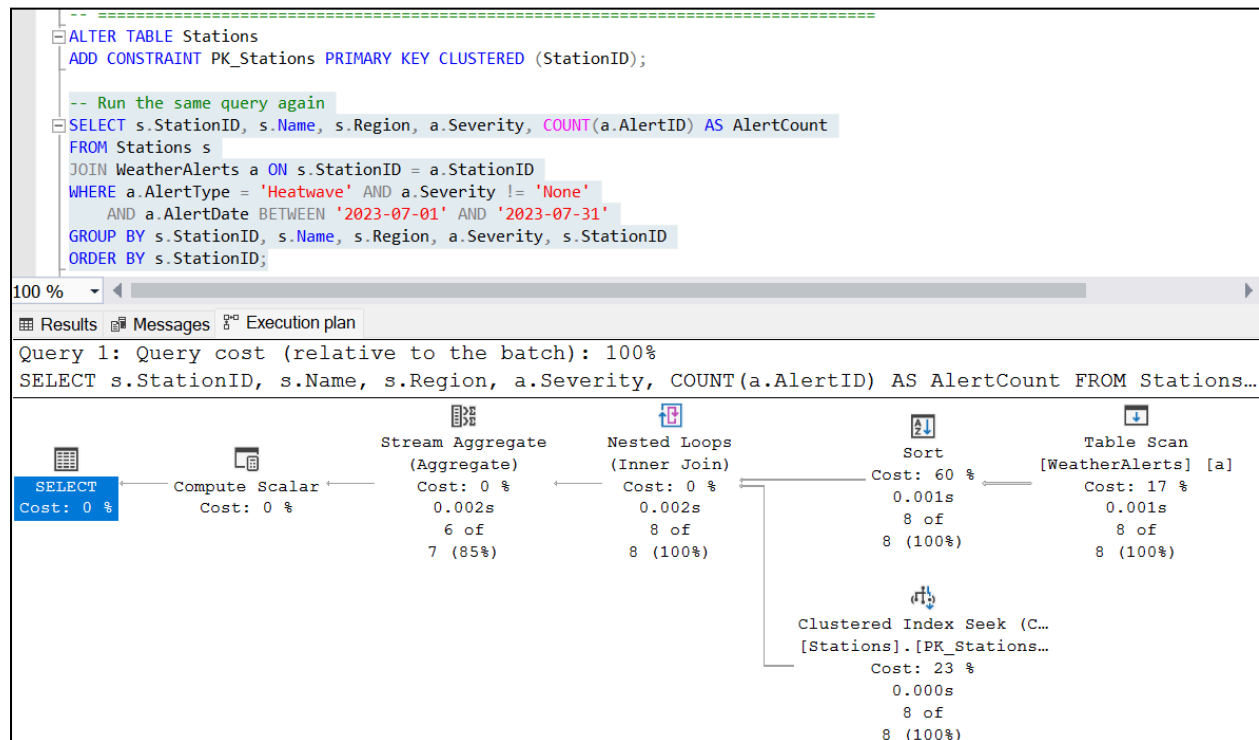 -- ==========================================================================
ALTER TABLE Stations
ADD CONSTRAINT PK_Stations PRIMARY KEY CLUSTERED (StationID);
-- Run the same query again
SELECT s.StationID, s.Name, s.Region, a.Severity, COUNT(a.AlertID) AS AlertCount
FROM Stations s
JOIN WeatherAlerts a ON s.StationID = a.StationID
WHERE a.AlertType = 'Heatwave' AND a.Severity != 'None'
AND a.AlertDate BETWEEN '2023-07-01' AND '2023-07-31'
GROUP BY s.StationID, s.Name, s.Region, a.Severity, s.StationID
ORDER BY s.StationID;
100 %
Results Messages Execution plan
Query 1: Query cost (relative to the batch): 100%
SELECT s.StationID, s.Name, s.Region, a.Severity, COUNT(a.AlertID) AS AlertCount FROM Stations…
SELECT
Cost: 0 %
Compute Scalar
Cost: 0 %
Stream Aggregate
(Aggregate)
Cost: 0 %
0.002s
6 of
7 (85%)
Nested Loops
(Inner Join)
Cost: 0 %
0.002s
8 of
8 (100%)
Sort
Cost: 60 %
0.001s
8 of
8 (100%)
Table Scan
[WeatherAlerts] [a]
Cost: 17 %
0.001s
8 of
8 (100%)
Clustered Index Seek (C…
[Stations].[PK_Stations…
Cost: 23 %
0.000s
8 of
8 (100%)